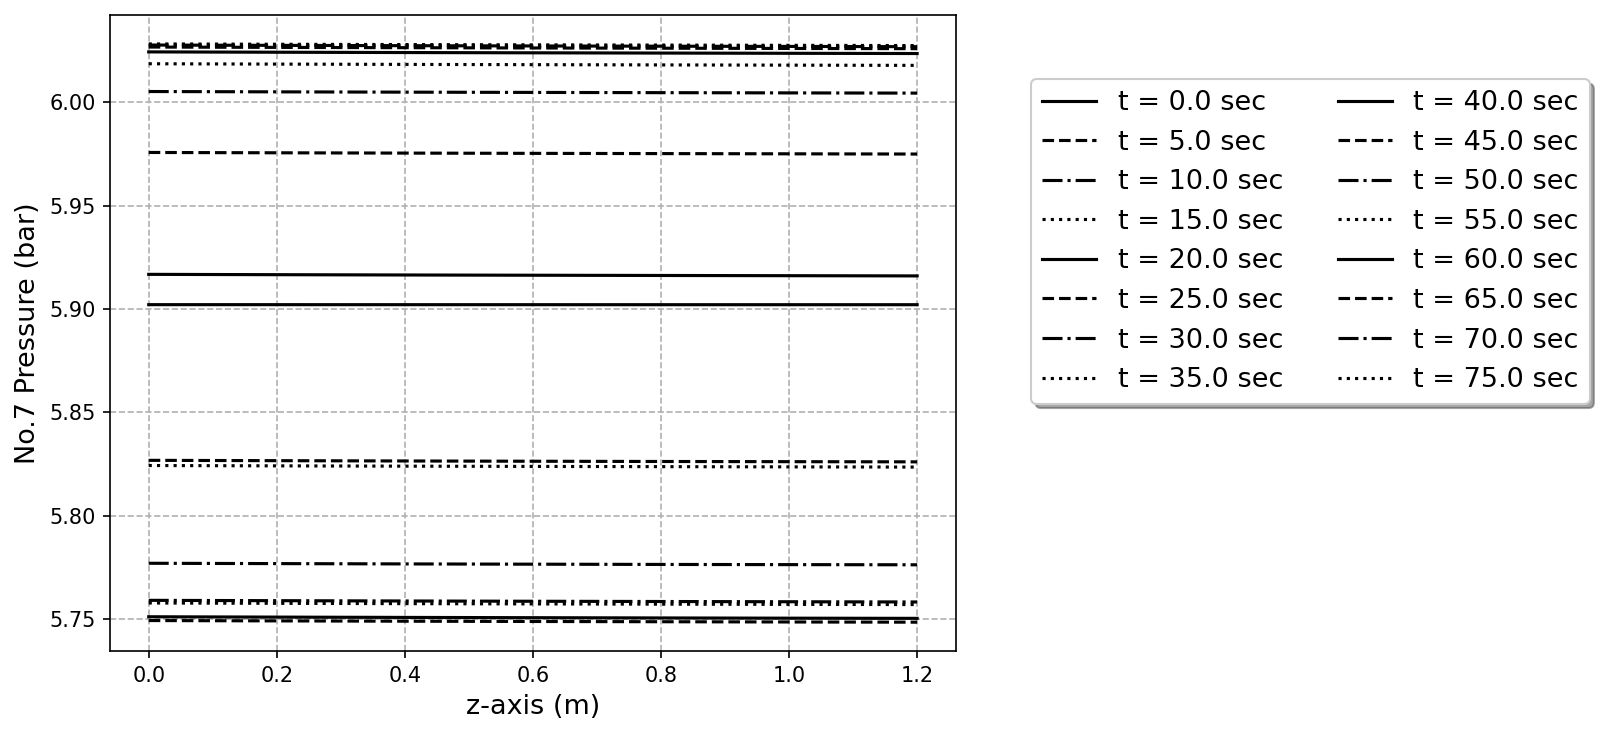 No.7 Pressure (bar)
6.00
5.95
5.90
5.85
5.80
5.75
0.0 0.2 0.4 0.6 0.8 1.0 1.2
z-axis (m)
t = 0.0 sec
t = 5.0 sec
t = 10.0 sec
t = 15.0 sec
t = 20.0 sec
t = 25.0 sec
t = 30.0 sec
t = 35.0 sec
t = 40.0 sec
t = 45.0 sec
t = 50.0 sec
t = 55.0 sec
t = 60.0 sec
t = 65.0 sec
t = 70.0 sec
t = 75.0 sec